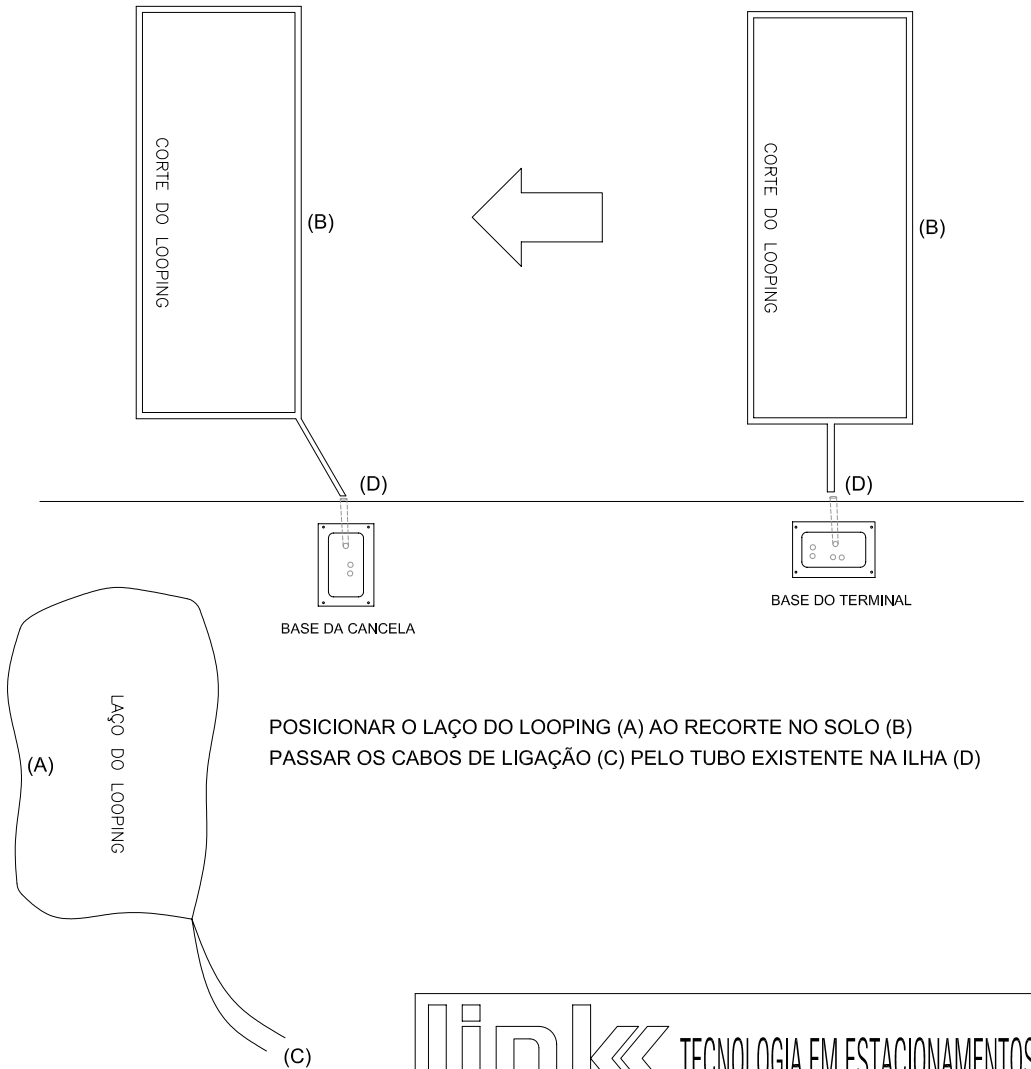 CORTE DO LOOPING
(B)
CORTE DO LOOPING
(B)
(D)
(D)
BASE DA CANCELA
BASE DO TERMINAL
LAÇO DO LOOPING
(A)
POSICIONAR O LAÇO DO LOOPING (A) AO RECORTE NO SOLO (B)
PASSAR OS CABOS DE LIGAÇÃO (C) PELO TUBO EXISTENTE NA ILHA (D)
(C)
link TECNOLOGIA EM ESTACIONAMENTOS